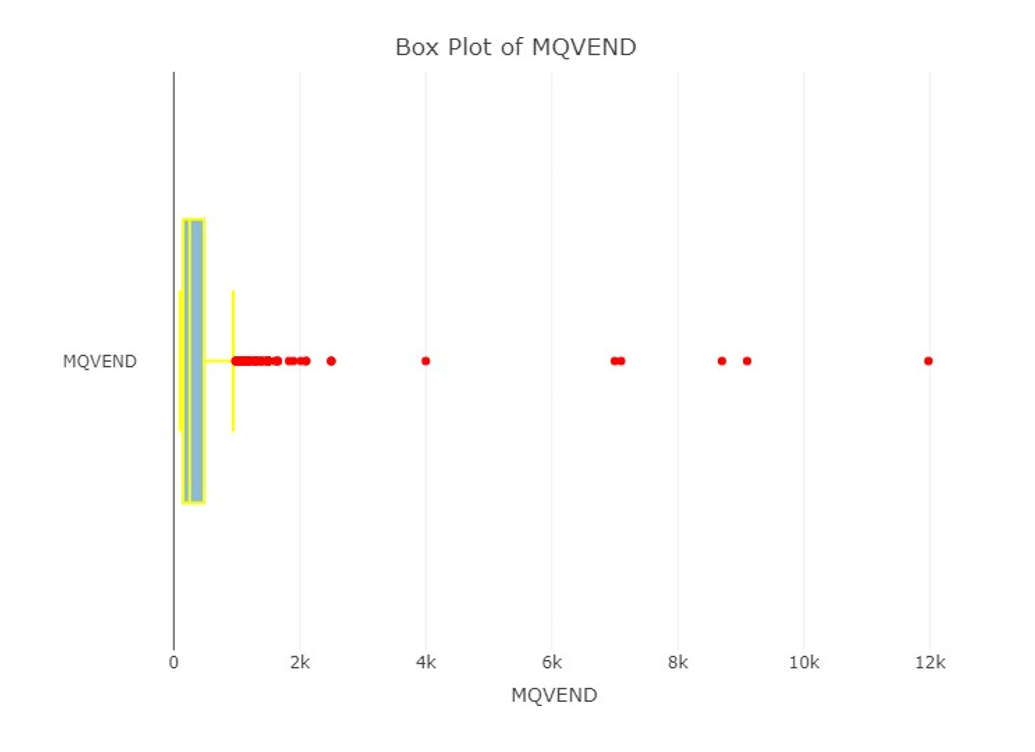 Box Plot of MQVEND
MQVEND
0 2k 4k 6k 8k 10k 12k
MQVEND